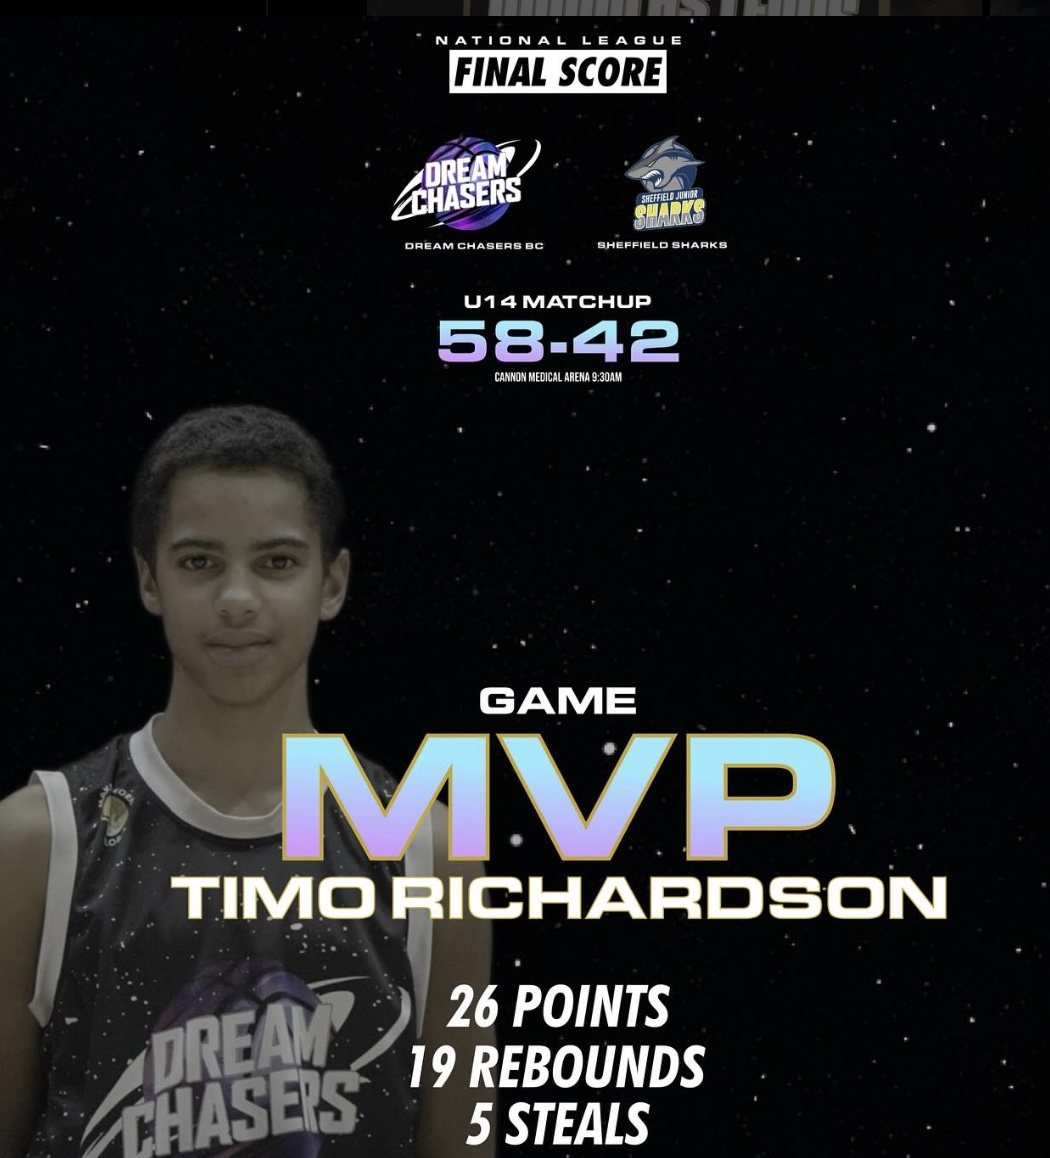 NATIONAL LEAGUE
FINAL SCORE
DREAM
CHASERS
SHEFFIELD JUNIOR
SHARKS
DREAM CHASERS BC
SHEFFIELD SHARKS
U14 MATCHUP
58-42
CANNON MEDICAL ARENA 9:30AM
GAME
MVP
TIMO RICHARDSON
26 POINTS
19 REBOUNDS
5 STEALS
DREAM
CHASERS